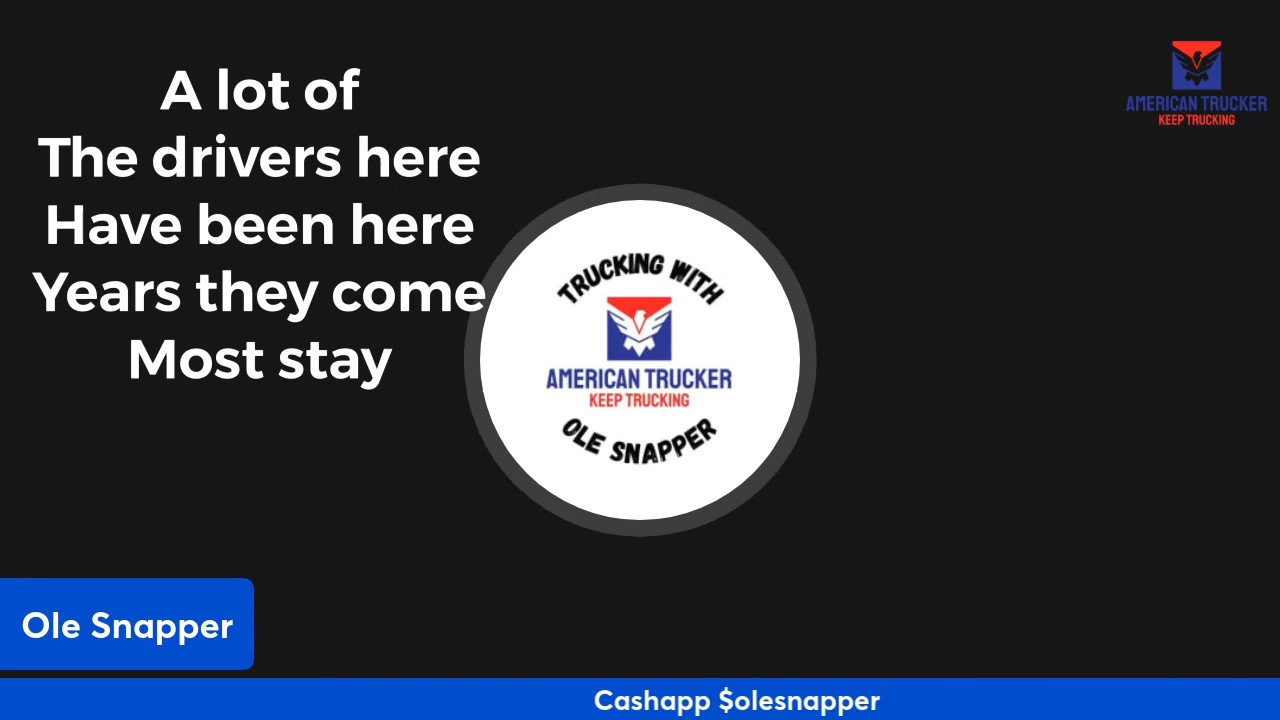 A lot of
The drivers here
Have been here
Years they come
Most stay
AMERICAN TRUCKER
KEEP TRUCKING
TRUCKING WITH
AMERICAN TRUCKER
KEEP TRUCKING
OLE SNAPPER
Ole Snapper
Cashapp $olesnapper